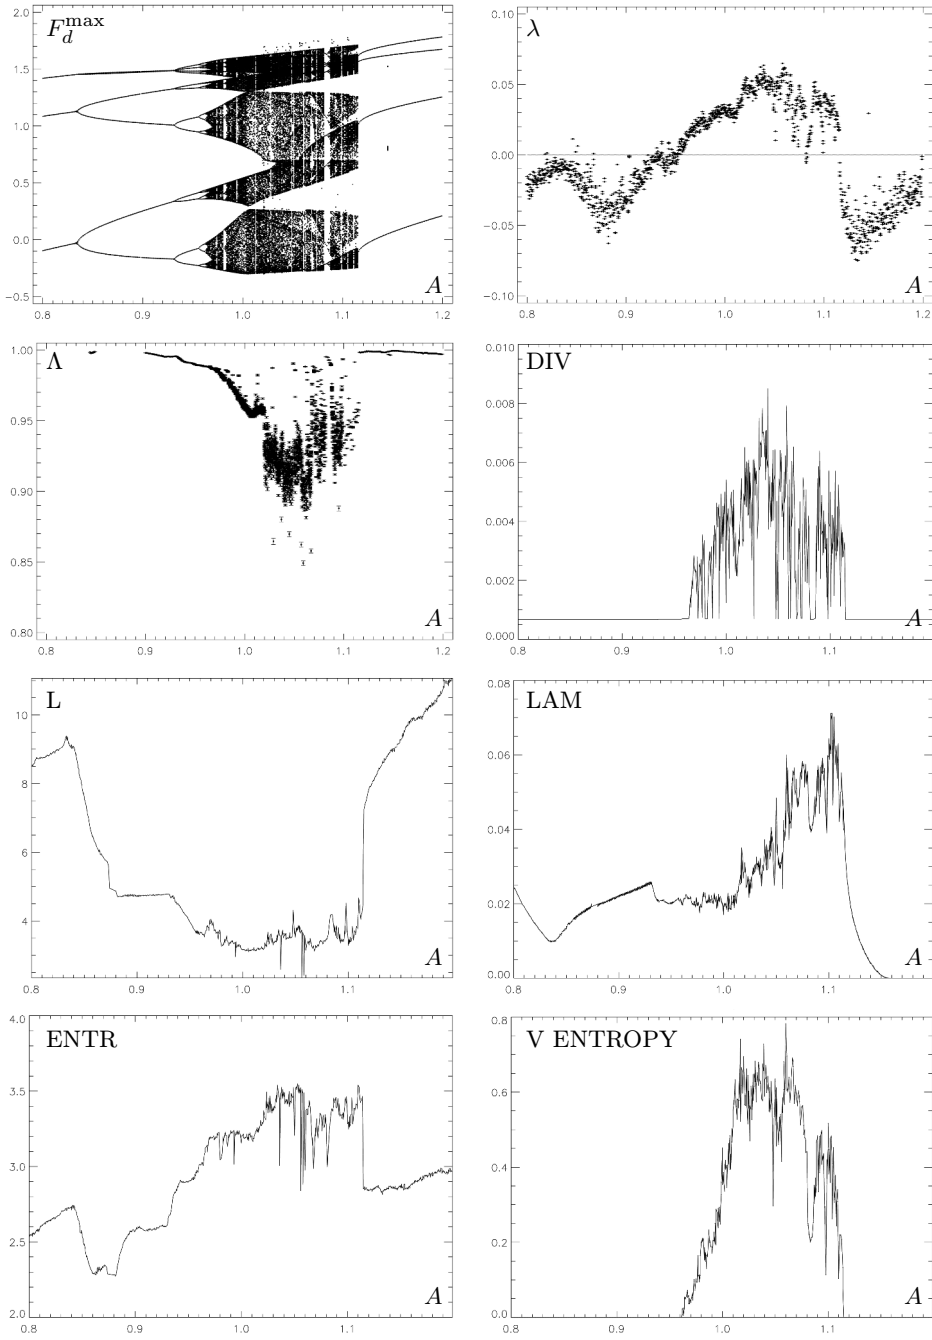 F_d^max
2.0
1.5
1.0
0.5
0.0
−0.5
0.8 0.9 1.0 1.1 1.2
A
λ
0.10
0.05
0.00
−0.05
−0.10
0.8 0.9 1.0 1.1 1.2
A
Λ
1.00
0.95
0.90
0.85
0.80
0.8 0.9 1.0 1.1 1.2
A
DIV
0.010
0.008
0.006
0.004
0.002
0.000
0.8 0.9 1.0 1.1
A
L
10
8
6
4
0.8 0.9 1.0 1.1
A
LAM
0.08
0.06
0.04
0.02
0.00
0.8 0.9 1.0 1.1
A
ENTR
4.0
3.5
3.0
2.5
2.0
0.8 0.9 1.0 1.1
A
V ENTROPY
0.8
0.6
0.4
0.2
0.0
0.8 0.9 1.0 1.1
A